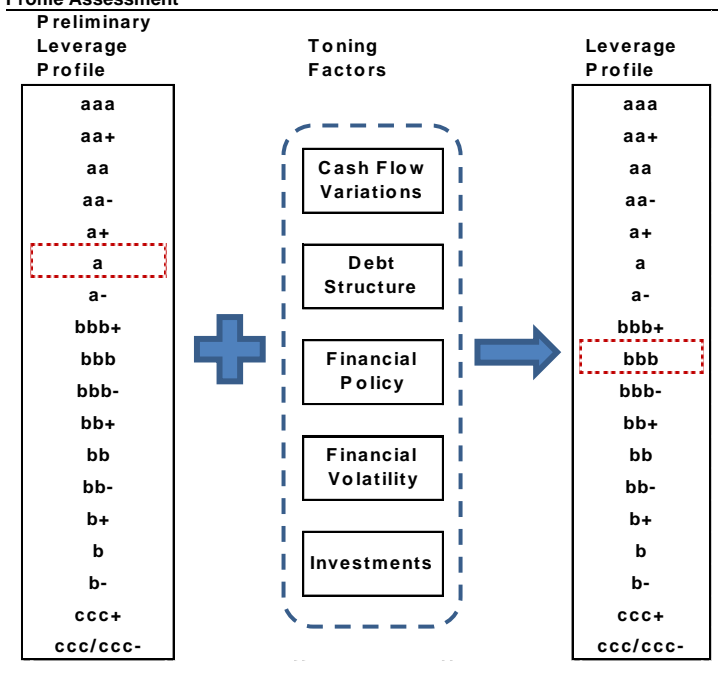 Profile Assessment
Preliminary
Leverage
Profile
aaa
aa+
aa
aa-
a+
a
a-
bbb+
bbb
bbb-
bb+
bb
bb-
b+
b
b-
ccc+
ccc/ccc-
Toning
Factors
Cash Flow
Variations
Debt
Structure
Financial
Policy
Financial
Volatility
Investments
Leverage
Profile
aaa
aa+
aa
aa-
a+
a
a-
bbb+
bbb
bbb-
bb+
bb
bb-
b+
b
b-
ccc+
ccc/ccc-